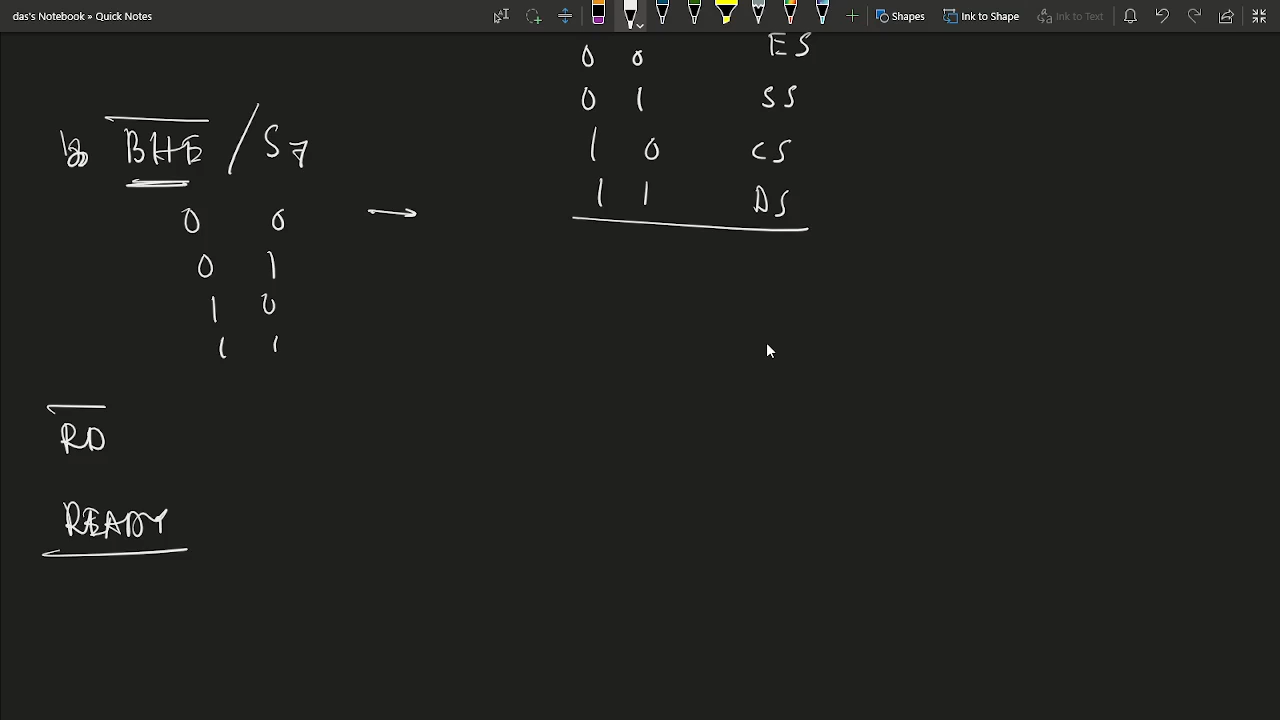 das's Notebook » Quick Notes
Shapes
Ink to Shape
Ink to Text
0 0 ES
0 1 SS
1 0 CS
1 1 DS
BHE / S7
0 0 →
0 1
1 0
1 1
RD
READY